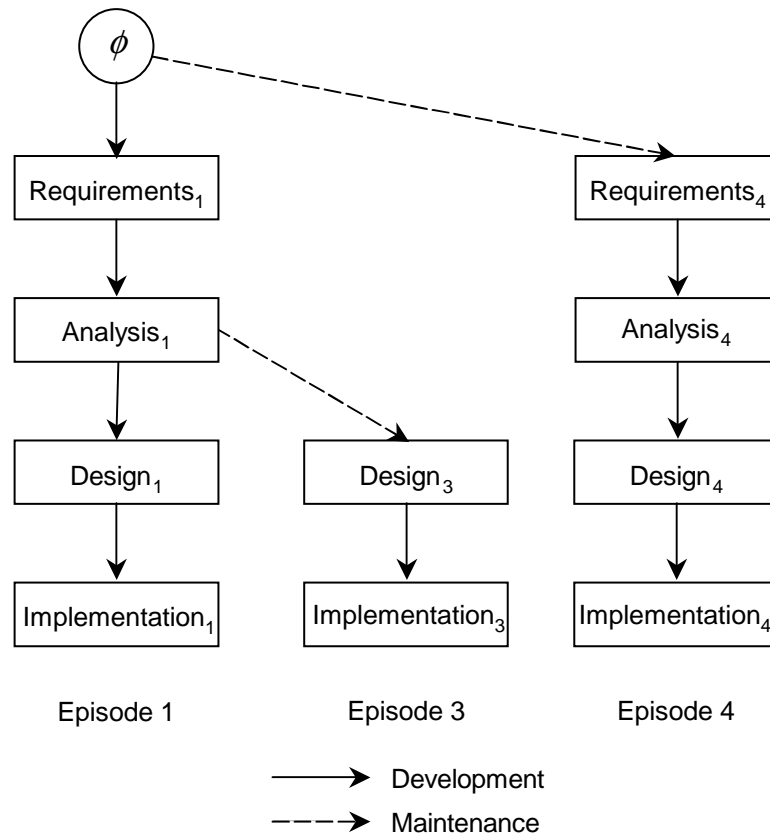 ϕ
Requirements₁ Requirements₄
Analysis₁ Analysis₄
Design₁ Design₃ Design₄
Implementation₁ Implementation₃ Implementation₄
Episode 1 Episode 3 Episode 4
Development
Maintenance